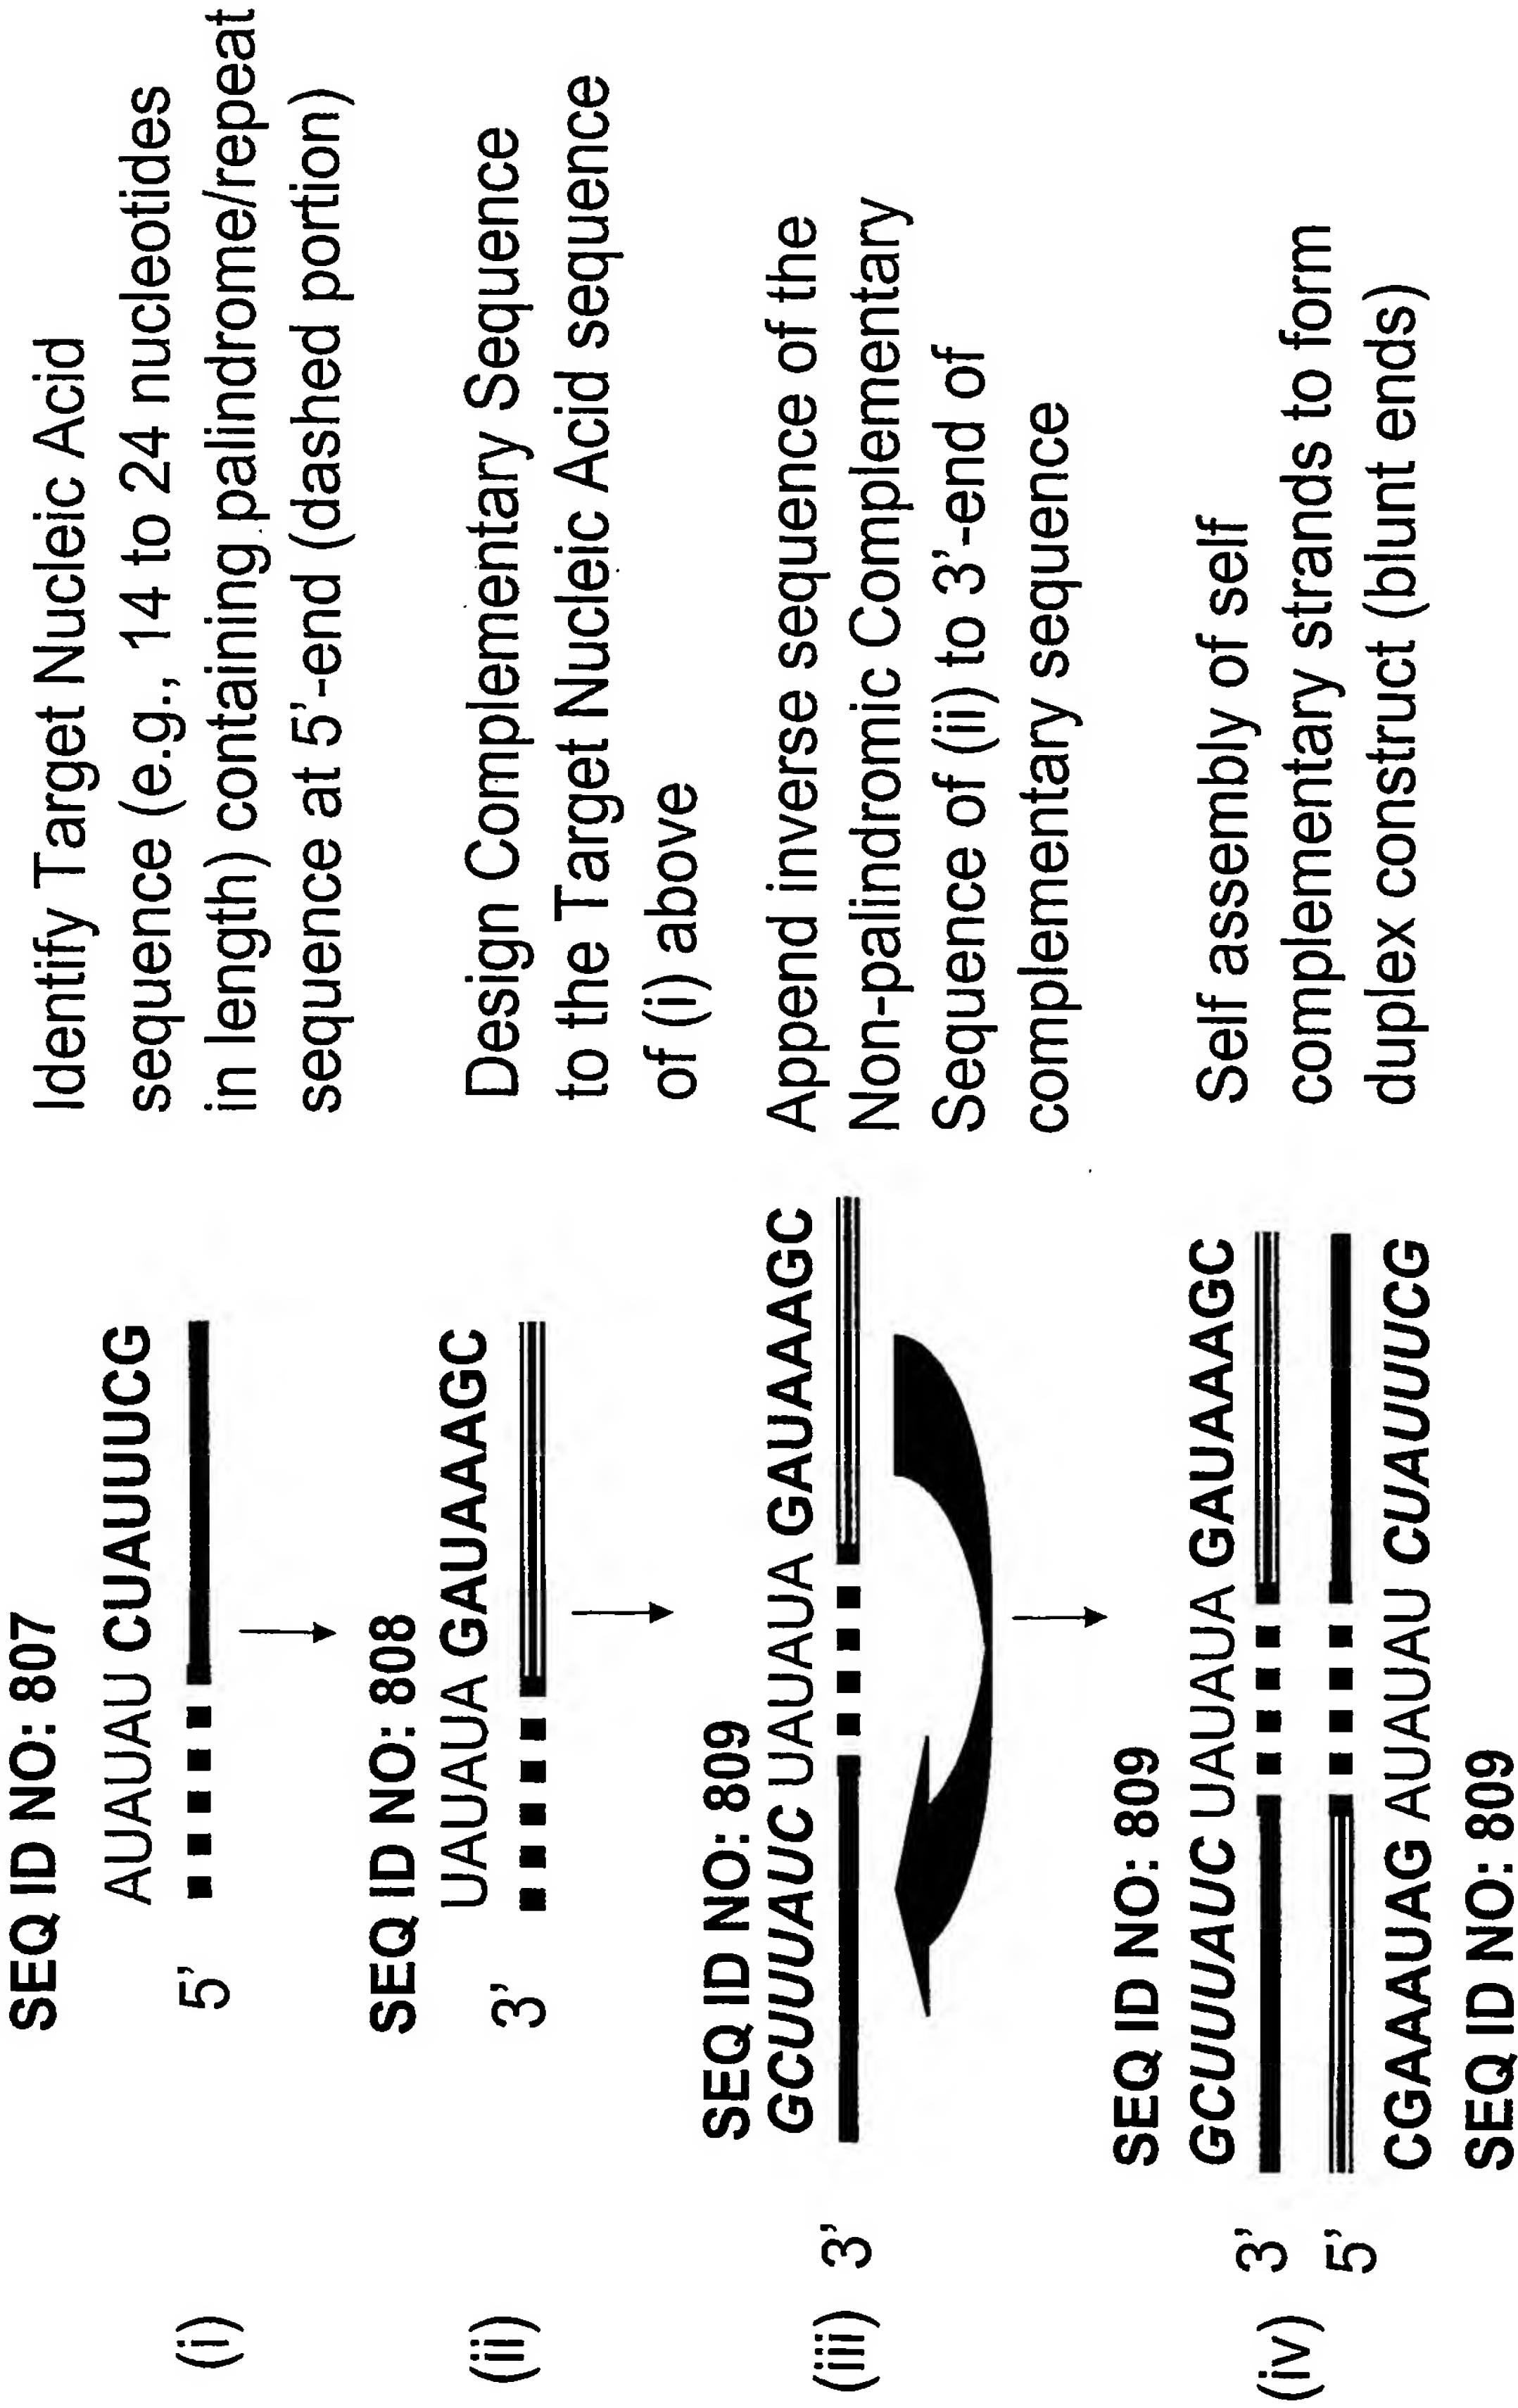 SEQ ID NO: 807
AUAUAU CUAUUUCG
(i)
5’
Identify Target Nucleic Acid
sequence (e.g., 14 to 24 nucleotides
in length) containing palindrome/repeat
sequence at 5’-end (dashed portion)
SEQ ID NO: 808
UAUAUA GAUAAAGC
(ii)
3’
Design Complementary Sequence
to the Target Nucleic Acid sequence
of (i) above
SEQ ID NO: 809
GCUUUAUC UAUAUA GAUAAAGC
(iii)
3’
Append inverse sequence of the
Non-palindromic Complementary
Sequence of (ii) to 3’-end of
complementary sequence
SEQ ID NO: 809
GCUUUAUC UAUAUA GAUAAAGC
(iv)
3’
5’
CGAAAUAG AUAUAU CUAUUUCG
SEQ ID NO: 809
Self assembly of self
complementary strands to form
duplex construct (blunt ends)